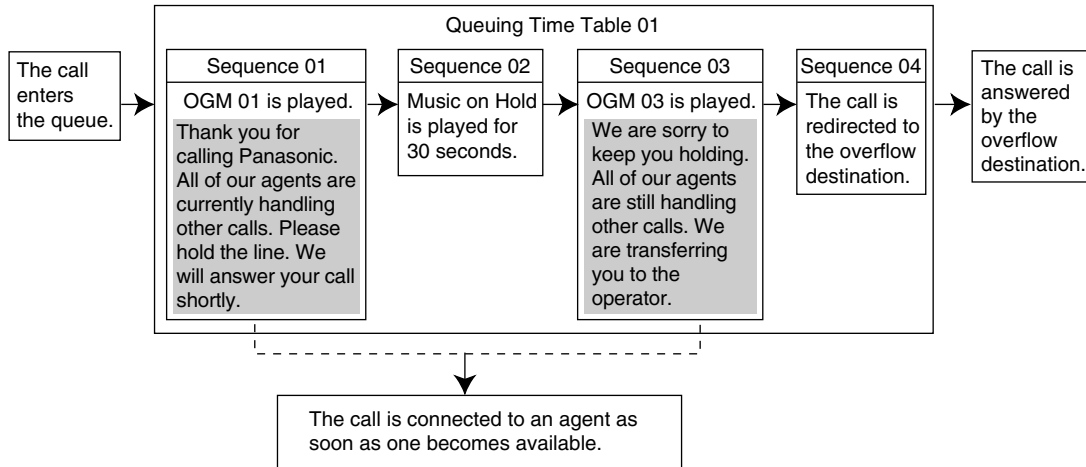 Queuing Time Table 01
The call
enters
the queue.
Sequence 01
OGM 01 is played.
Thank you for
calling Panasonic.
All of our agents are
currently handling
other calls. Please
hold the line. We
will answer your call
shortly.
Sequence 02
Music on Hold
is played for
30 seconds.
Sequence 03
OGM 03 is played.
We are sorry to
keep you holding.
All of our agents
are still handling
other calls. We
are transferring
you to the
operator.
Sequence 04
The call is
redirected to
the overflow
destination.
The call is
answered
by the
overflow
destination.
The call is connected to an agent as
soon as one becomes available.